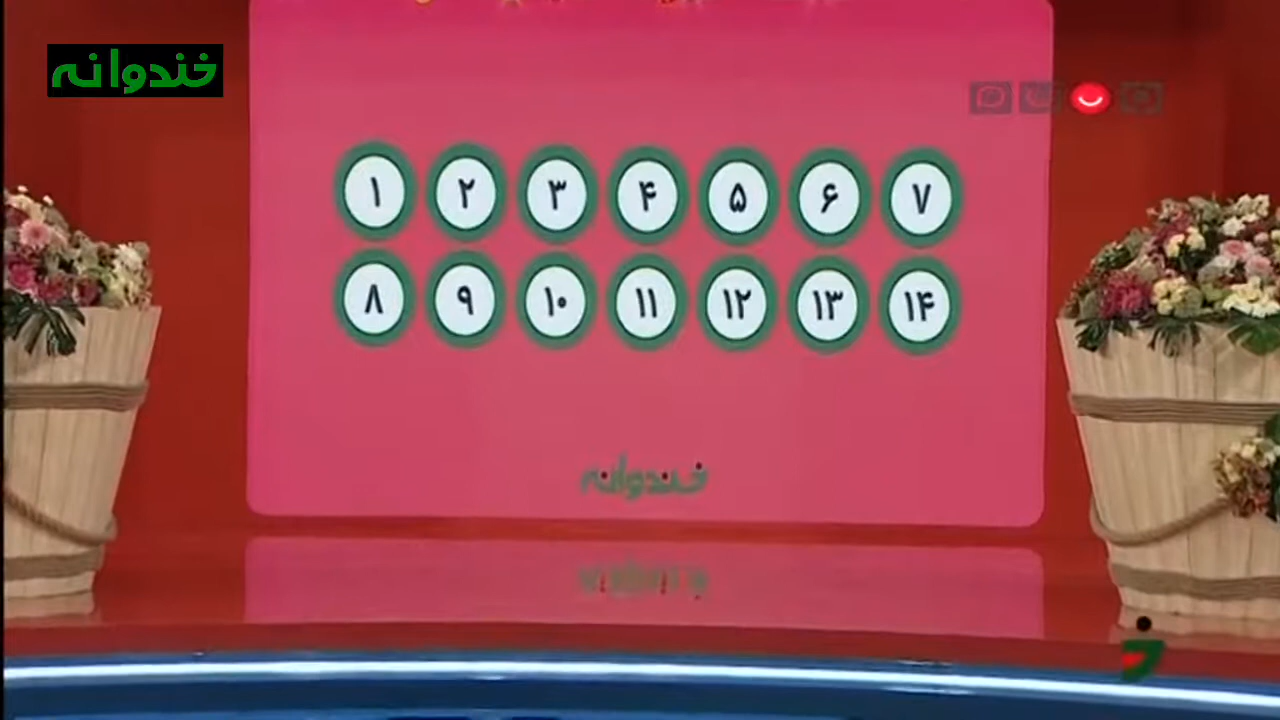 خندوانه
۱ ۲ ۳ ۴ ۵ ۶ ۷
۸ ۹ ۱۰ ۱۱ ۱۲ ۱۳ ۱۴
خندوانه